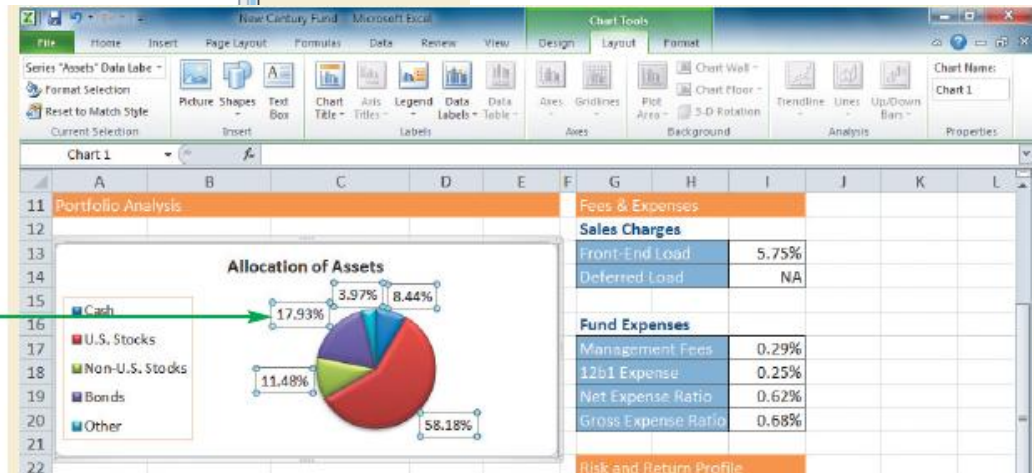 New Century Fund Microsoft Excel Chart Tools
File Home Insert Page Layout Formulas Data Review View Design Layout Format
Series "Assets" Data Labe
Format Selection
Reset to Match Style
Current Selection
Picture Shapes Text Box
Insert
Chart Title Axis Titles Legend Data Labels Data Table
Labels
Axes Gridlines
Axes
Plot Area Chart Wall
Chart Floor
3-D Rotation
Background
Trendline Lines Up/Down Bars
Analysis
Chart Name:
Chart 1
Properties
Chart 1 fx
A B C D E F G H I J K L
11 Portfolio Analysis Fees & Expenses
12 Sales Charges
13 Front-End Load 5.75%
14 Deferred Load NA
15
16 Fund Expenses
17 Management Fees 0.29%
18 12b1 Expense 0.25%
19 Net Expense Ratio 0.62%
20 Gross Expense Ratio 0.68%
21
22 Risk and Return Profile
Allocation of Assets
Cash
U.S. Stocks
Non-U.S. Stocks
Bonds
Other
3.97% 8.44%
17.93%
11.48%
58.18%